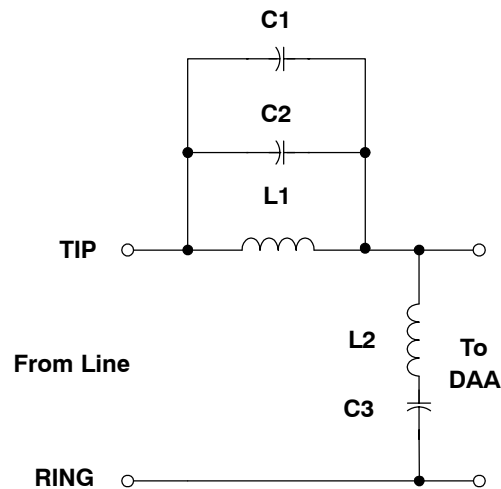 C1
C2
L1
TIP
L2
To
DAA
From Line
C3
RING